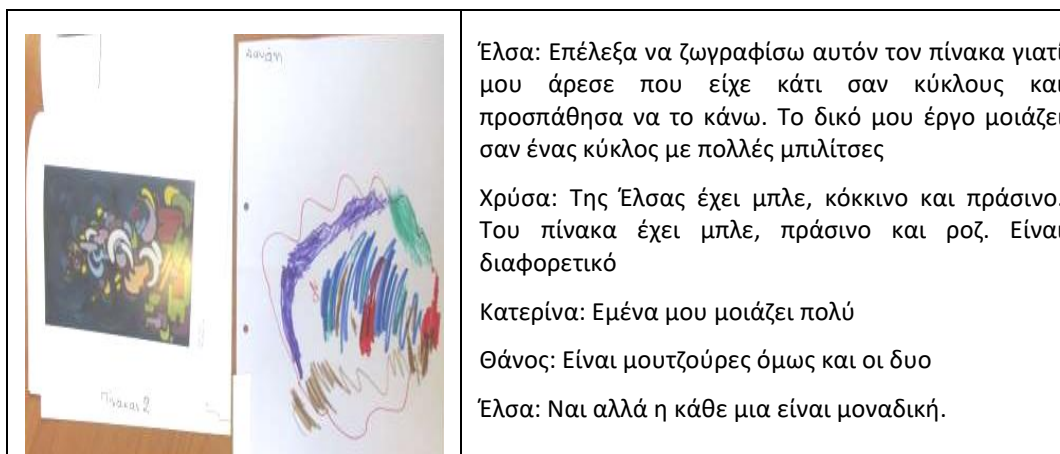 Δανάη
Πίνακας 2
Έλσα: Επέλεξα να ζωγραφίσω αυτόν τον πίνακα γιατί
μου άρεσε που είχε κάτι σαν κύκλους και
προσπάθησα να το κάνω. Το δικό μου έργο μοιάζει
σαν ένας κύκλος με πολλές μπιλίτσες
Χρύσα: Της Έλσας έχει μπλε, κόκκινο και πράσινο.
Του πίνακα έχει μπλε, πράσινο και ροζ. Είναι
διαφορετικό
Κατερίνα: Εμένα μου μοιάζει πολύ
Θάνος: Είναι μουτζούρες όμως και οι δυο
Έλσα: Ναι αλλά η κάθε μια είναι μοναδική.